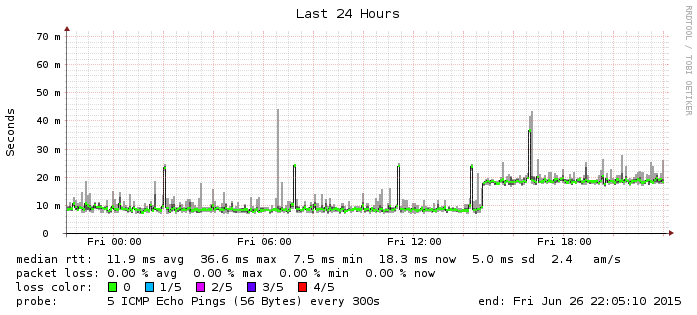 Last 24 Hours
RRDTOOL / TOBI OETIKER
Seconds
70 m
60 m
50 m
40 m
30 m
20 m
10 m
0
Fri 00:00 Fri 06:00 Fri 12:00 Fri 18:00
median rtt: 11.9 ms avg 36.6 ms max 7.5 ms min 18.3 ms now 5.0 ms sd 2.4 am/s
packet loss: 0.00 % avg 0.00 % max 0.00 % min 0.00 % now
loss color: 0 1/5 2/5 3/5 4/5
probe: 5 ICMP Echo Pings (56 Bytes) every 300s end: Fri Jun 26 22:05:10 2015